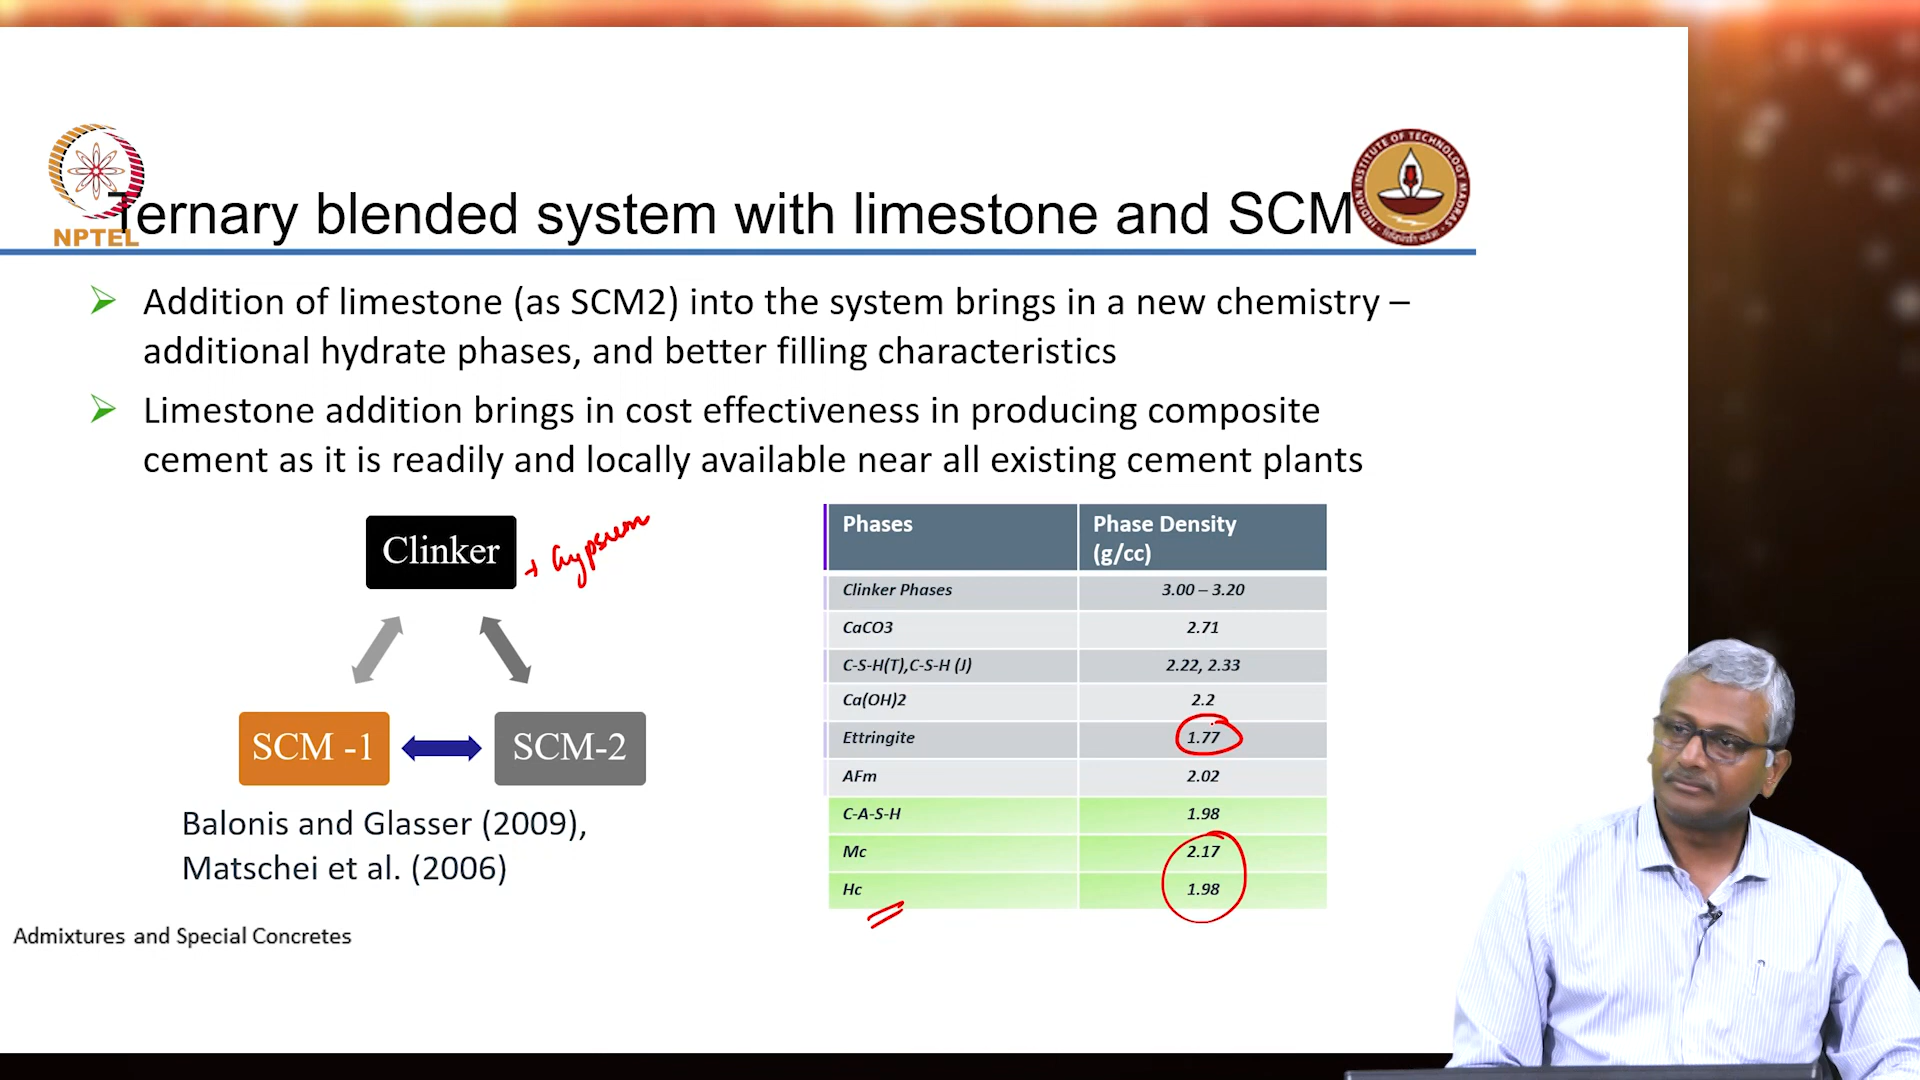 INDIAN INSTITUTE OF TECHNOLOGY MADRAS
NPTEL
Ternary blended system with limestone and SCM
Addition of limestone (as SCM2) into the system brings in a new chemistry –
additional hydrate phases, and better filling characteristics
Limestone addition brings in cost effectiveness in producing composite
cement as it is readily and locally available near all existing cement plants
Clinker
+ Gypsum
SCM -1
SCM-2
Balonis and Glasser (2009),
Matschei et al. (2006)
Phases Phase Density
(g/cc)
Clinker Phases 3.00 – 3.20
CaCO3 2.71
C-S-H(T),C-S-H (J) 2.22, 2.33
Ca(OH)2 2.2
Ettringite 1.77
AFm 2.02
C-A-S-H 1.98
Mc 2.17
Hc 1.98
Admixtures and Special Concretes